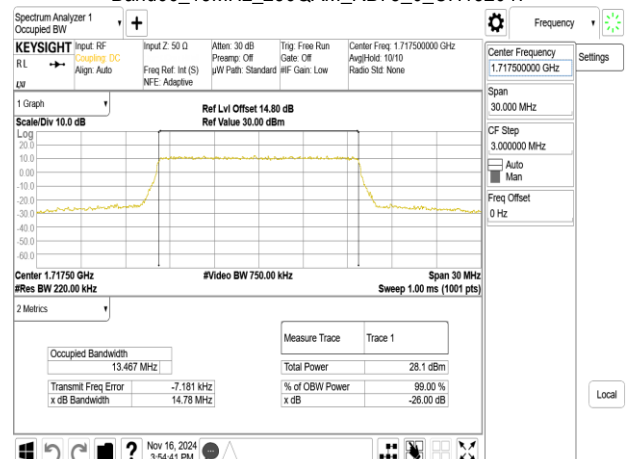 Spectrum Analyzer 1
Occupied BW
Frequency
KEYSIGHT
RL
LXI
Input: RF
Coupling: DC
Align: Auto
Input Z: 50 Ω
Freq Ref: Int (S)
NFE: Adaptive
Atten: 30 dB
Preamp: Off
µW Path: Standard
Trig: Free Run
Gate: Off
#IF Gain: Low
Center Freq: 1.717500000 GHz
Avg|Hold: 10/10
Radio Std: None
Center Frequency
1.717500000 GHz
Settings
Span
30.000 MHz
CF Step
3.000000 MHz
Auto
Man
Freq Offset
0 Hz
1 Graph
Scale/Div 10.0 dB
Ref Lvl Offset 14.80 dB
Ref Value 30.00 dBm
Log
20.0
10.0
0.00
-10.0
-20.0
-30.0
-40.0
-50.0
-60.0
Center 1.71750 GHz
#Video BW 750.00 kHz
Span 30 MHz
#Res BW 220.00 kHz
Sweep 1.00 ms (1001 pts)
2 Metrics
Measure Trace Trace 1
Occupied Bandwidth
13.467 MHz
Total Power 28.1 dBm
Transmit Freq Error -7.181 kHz
% of OBW Power 99.00 %
x dB Bandwidth 14.78 MHz
x dB -26.00 dB
Local
?
Nov 16, 2024
3:54:41 PM